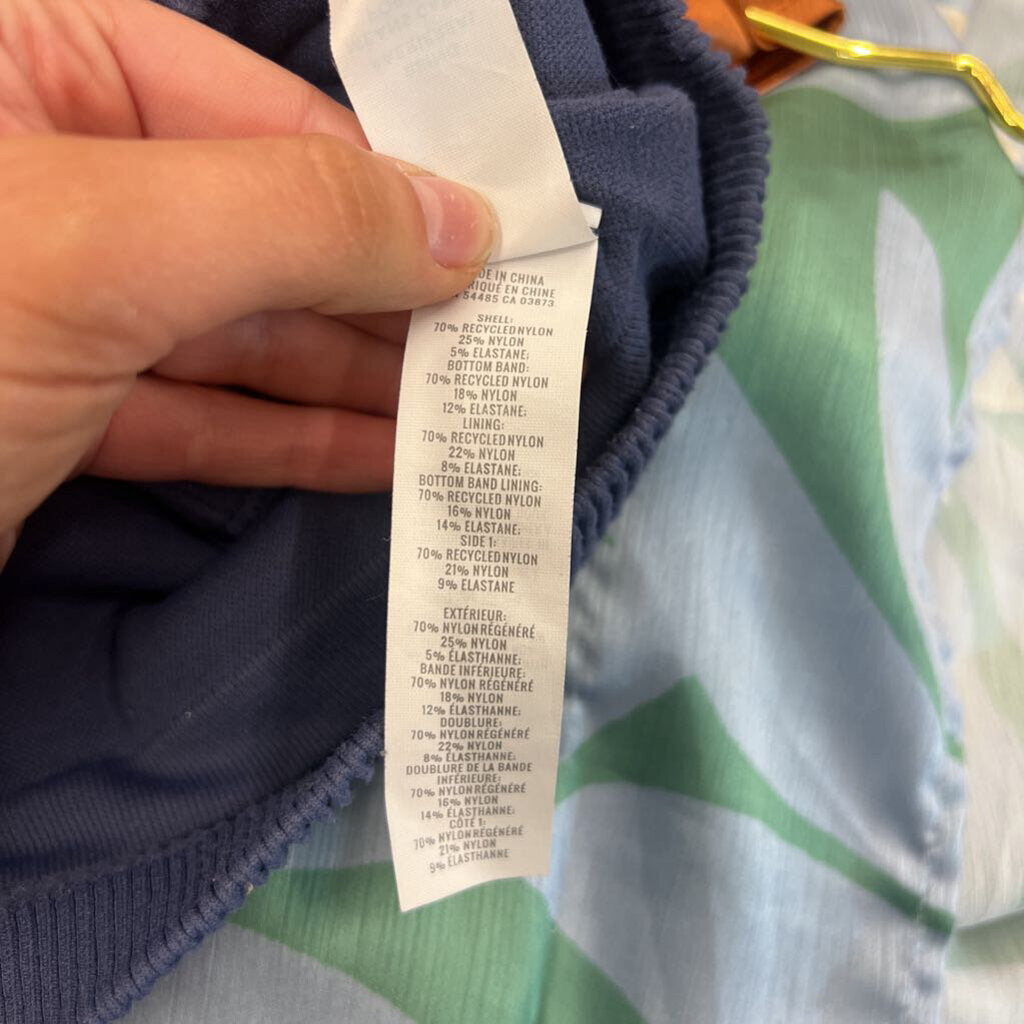 DE IN CHINA
RIQUÉ EN CHINE
54485 CA 03873
SHELL:
70% RECYCLED NYLON
25% NYLON
5% ELASTANE;
BOTTOM BAND:
70% RECYCLED NYLON
18% NYLON
12% ELASTANE;
LINING:
70% RECYCLED NYLON
22% NYLON
8% ELASTANE;
BOTTOM BAND LINING:
70% RECYCLED NYLON
16% NYLON
14% ELASTANE;
SIDE 1:
70% RECYCLED NYLON
21% NYLON
9% ELASTANE
EXTÉRIEUR:
70% NYLON RÉGÉNÉRÉ
25% NYLON
5% ÉLASTHANNE;
BANDE INFÉRIEURE:
70% NYLON RÉGÉNÉRÉ
18% NYLON
12% ÉLASTHANNE;
DOUBLURE:
70% NYLON RÉGÉNÉRÉ
22% NYLON
8% ÉLASTHANNE;
DOUBLURE DE LA BANDE
INFÉRIEURE:
70% NYLON RÉGÉNÉRÉ
16% NYLON
14% ÉLASTHANNE;
CÔTÉ 1:
70% NYLON RÉGÉNÉRÉ
21% NYLON
9% ÉLASTHANNE